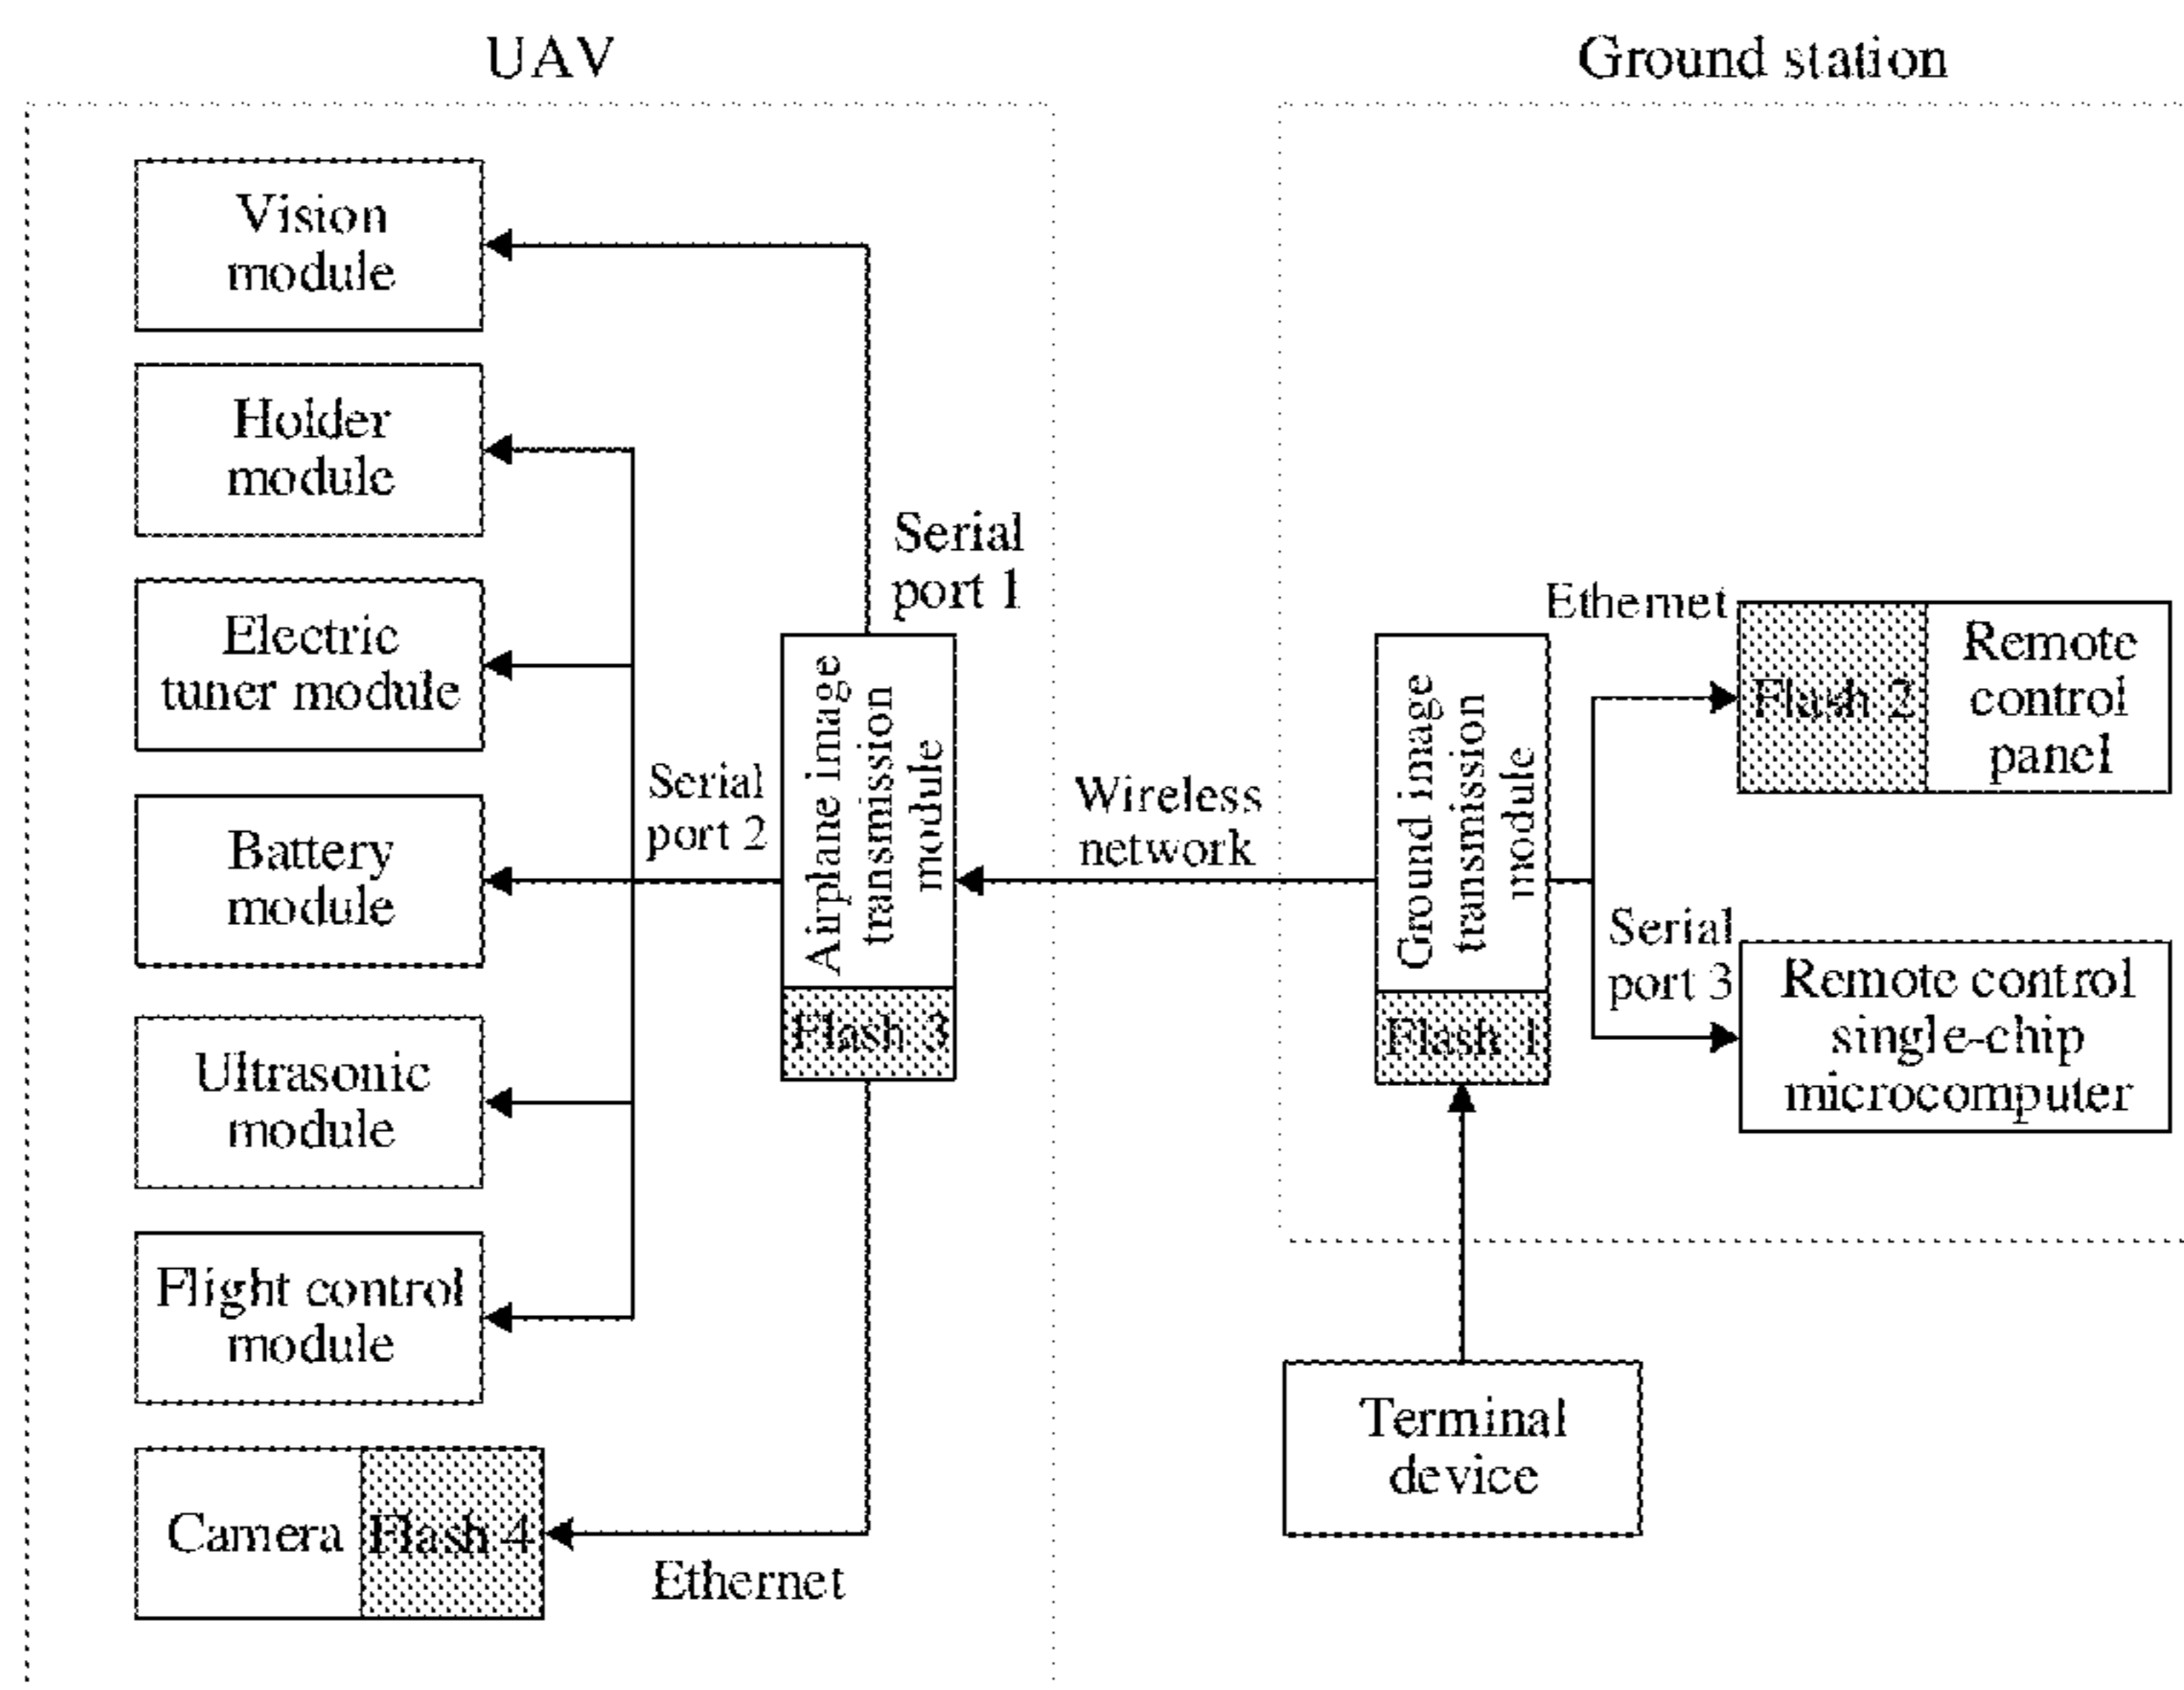 UAV
Ground station
Vision
module
Holder
module
Electric
tuner module
Battery
module
Ultrasonic
module
Flight control
module
Camera
Flash 4
Serial
port 1
Serial
port 2
Airplane image
transmission
module
Flash 3
Ethernet
Wireless
network
Ground image
transmission
module
Flash 1
Ethernet
Flash 2
Remote
control
panel
Serial
port 3
Remote control
single-chip
microcomputer
Terminal
device